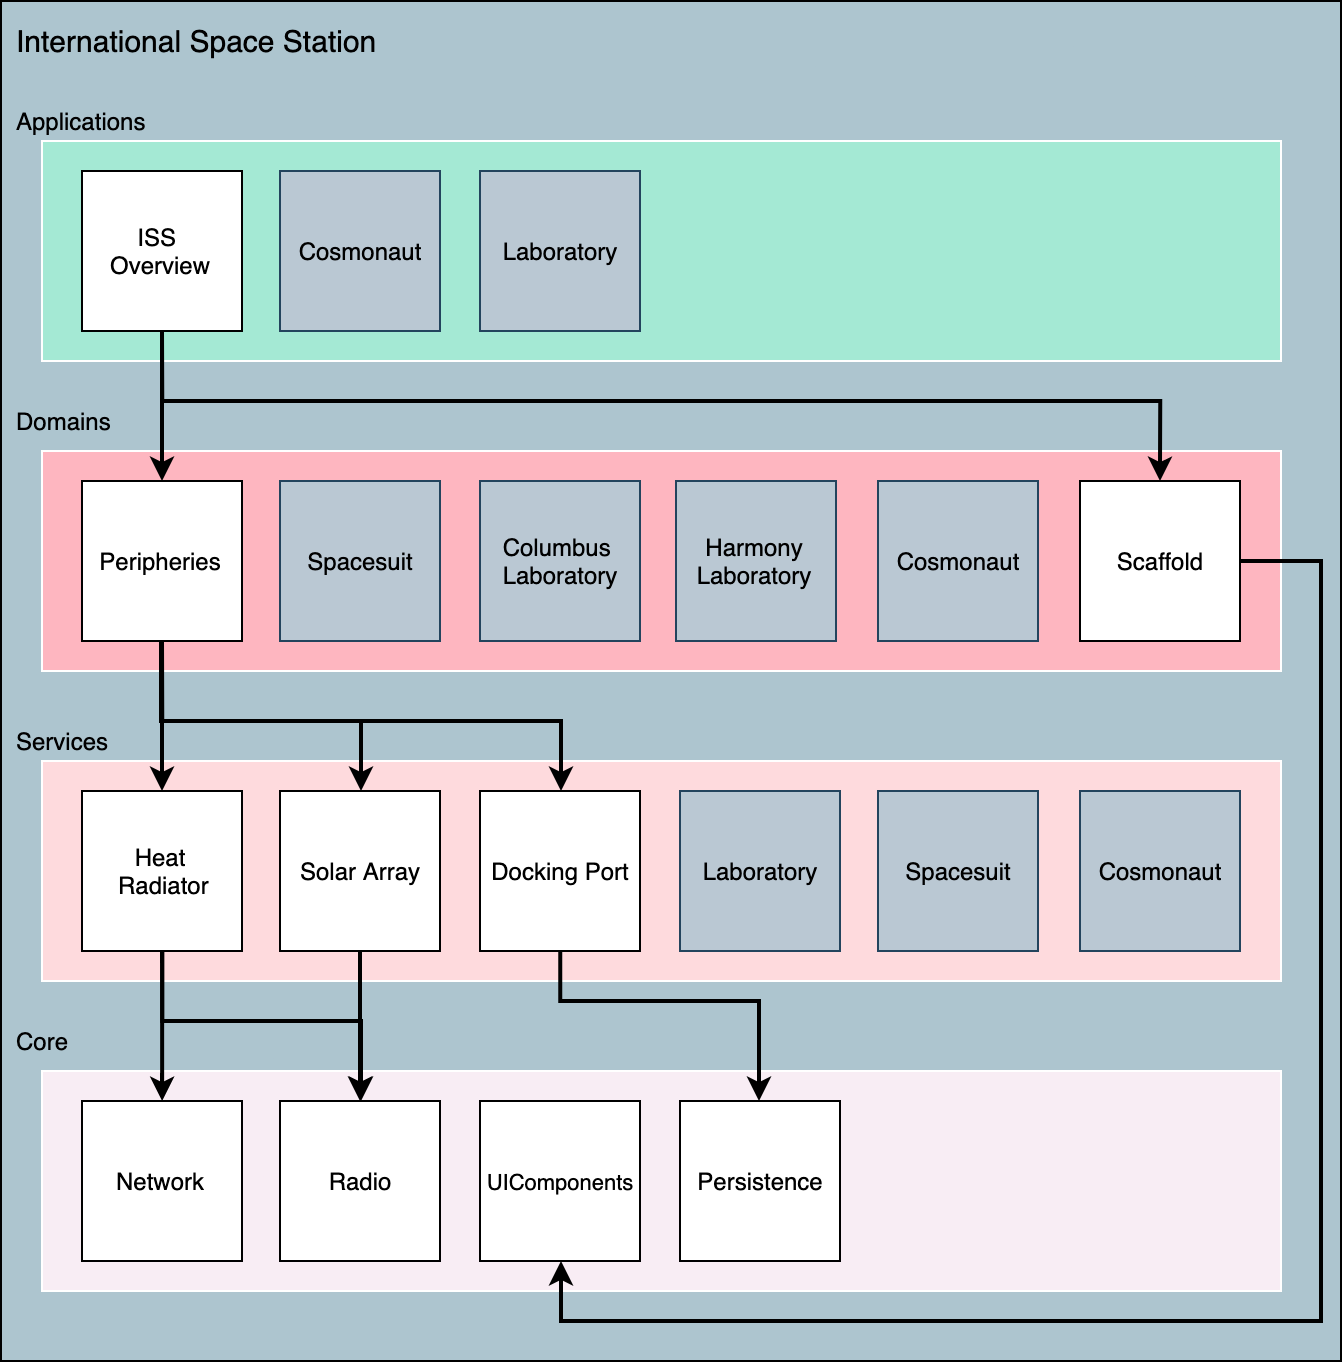 International Space Station
Applications
ISS
Overview
Cosmonaut
Laboratory
Domains
Peripheries
Spacesuit
Columbus
Laboratory
Harmony
Laboratory
Cosmonaut
Scaffold
Services
Heat
Radiator
Solar Array
Docking Port
Laboratory
Spacesuit
Cosmonaut
Core
Network
Radio
UIComponents
Persistence